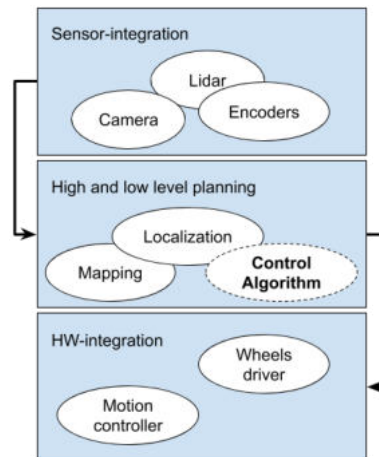 Sensor-integration
Lidar
Camera
Encoders
High and low level planning
Localization
Mapping
Control
Algorithm
HW-integration
Wheels
driver
Motion
controller